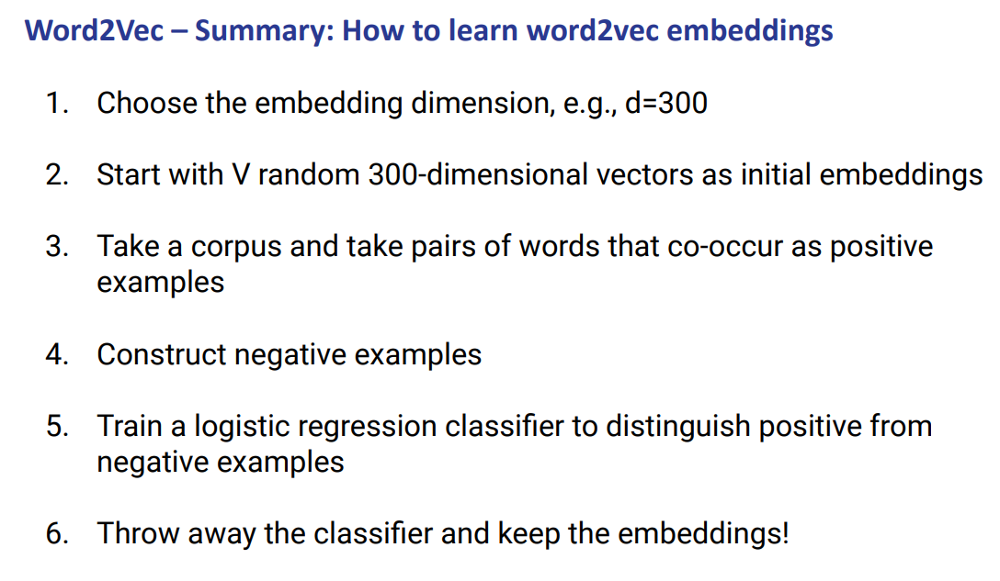 Word2Vec – Summary: How to learn word2vec embeddings
1. Choose the embedding dimension, e.g., d=300
2. Start with V random 300-dimensional vectors as initial embeddings
3. Take a corpus and take pairs of words that co-occur as positive
examples
4. Construct negative examples
5. Train a logistic regression classifier to distinguish positive from
negative examples
6. Throw away the classifier and keep the embeddings!